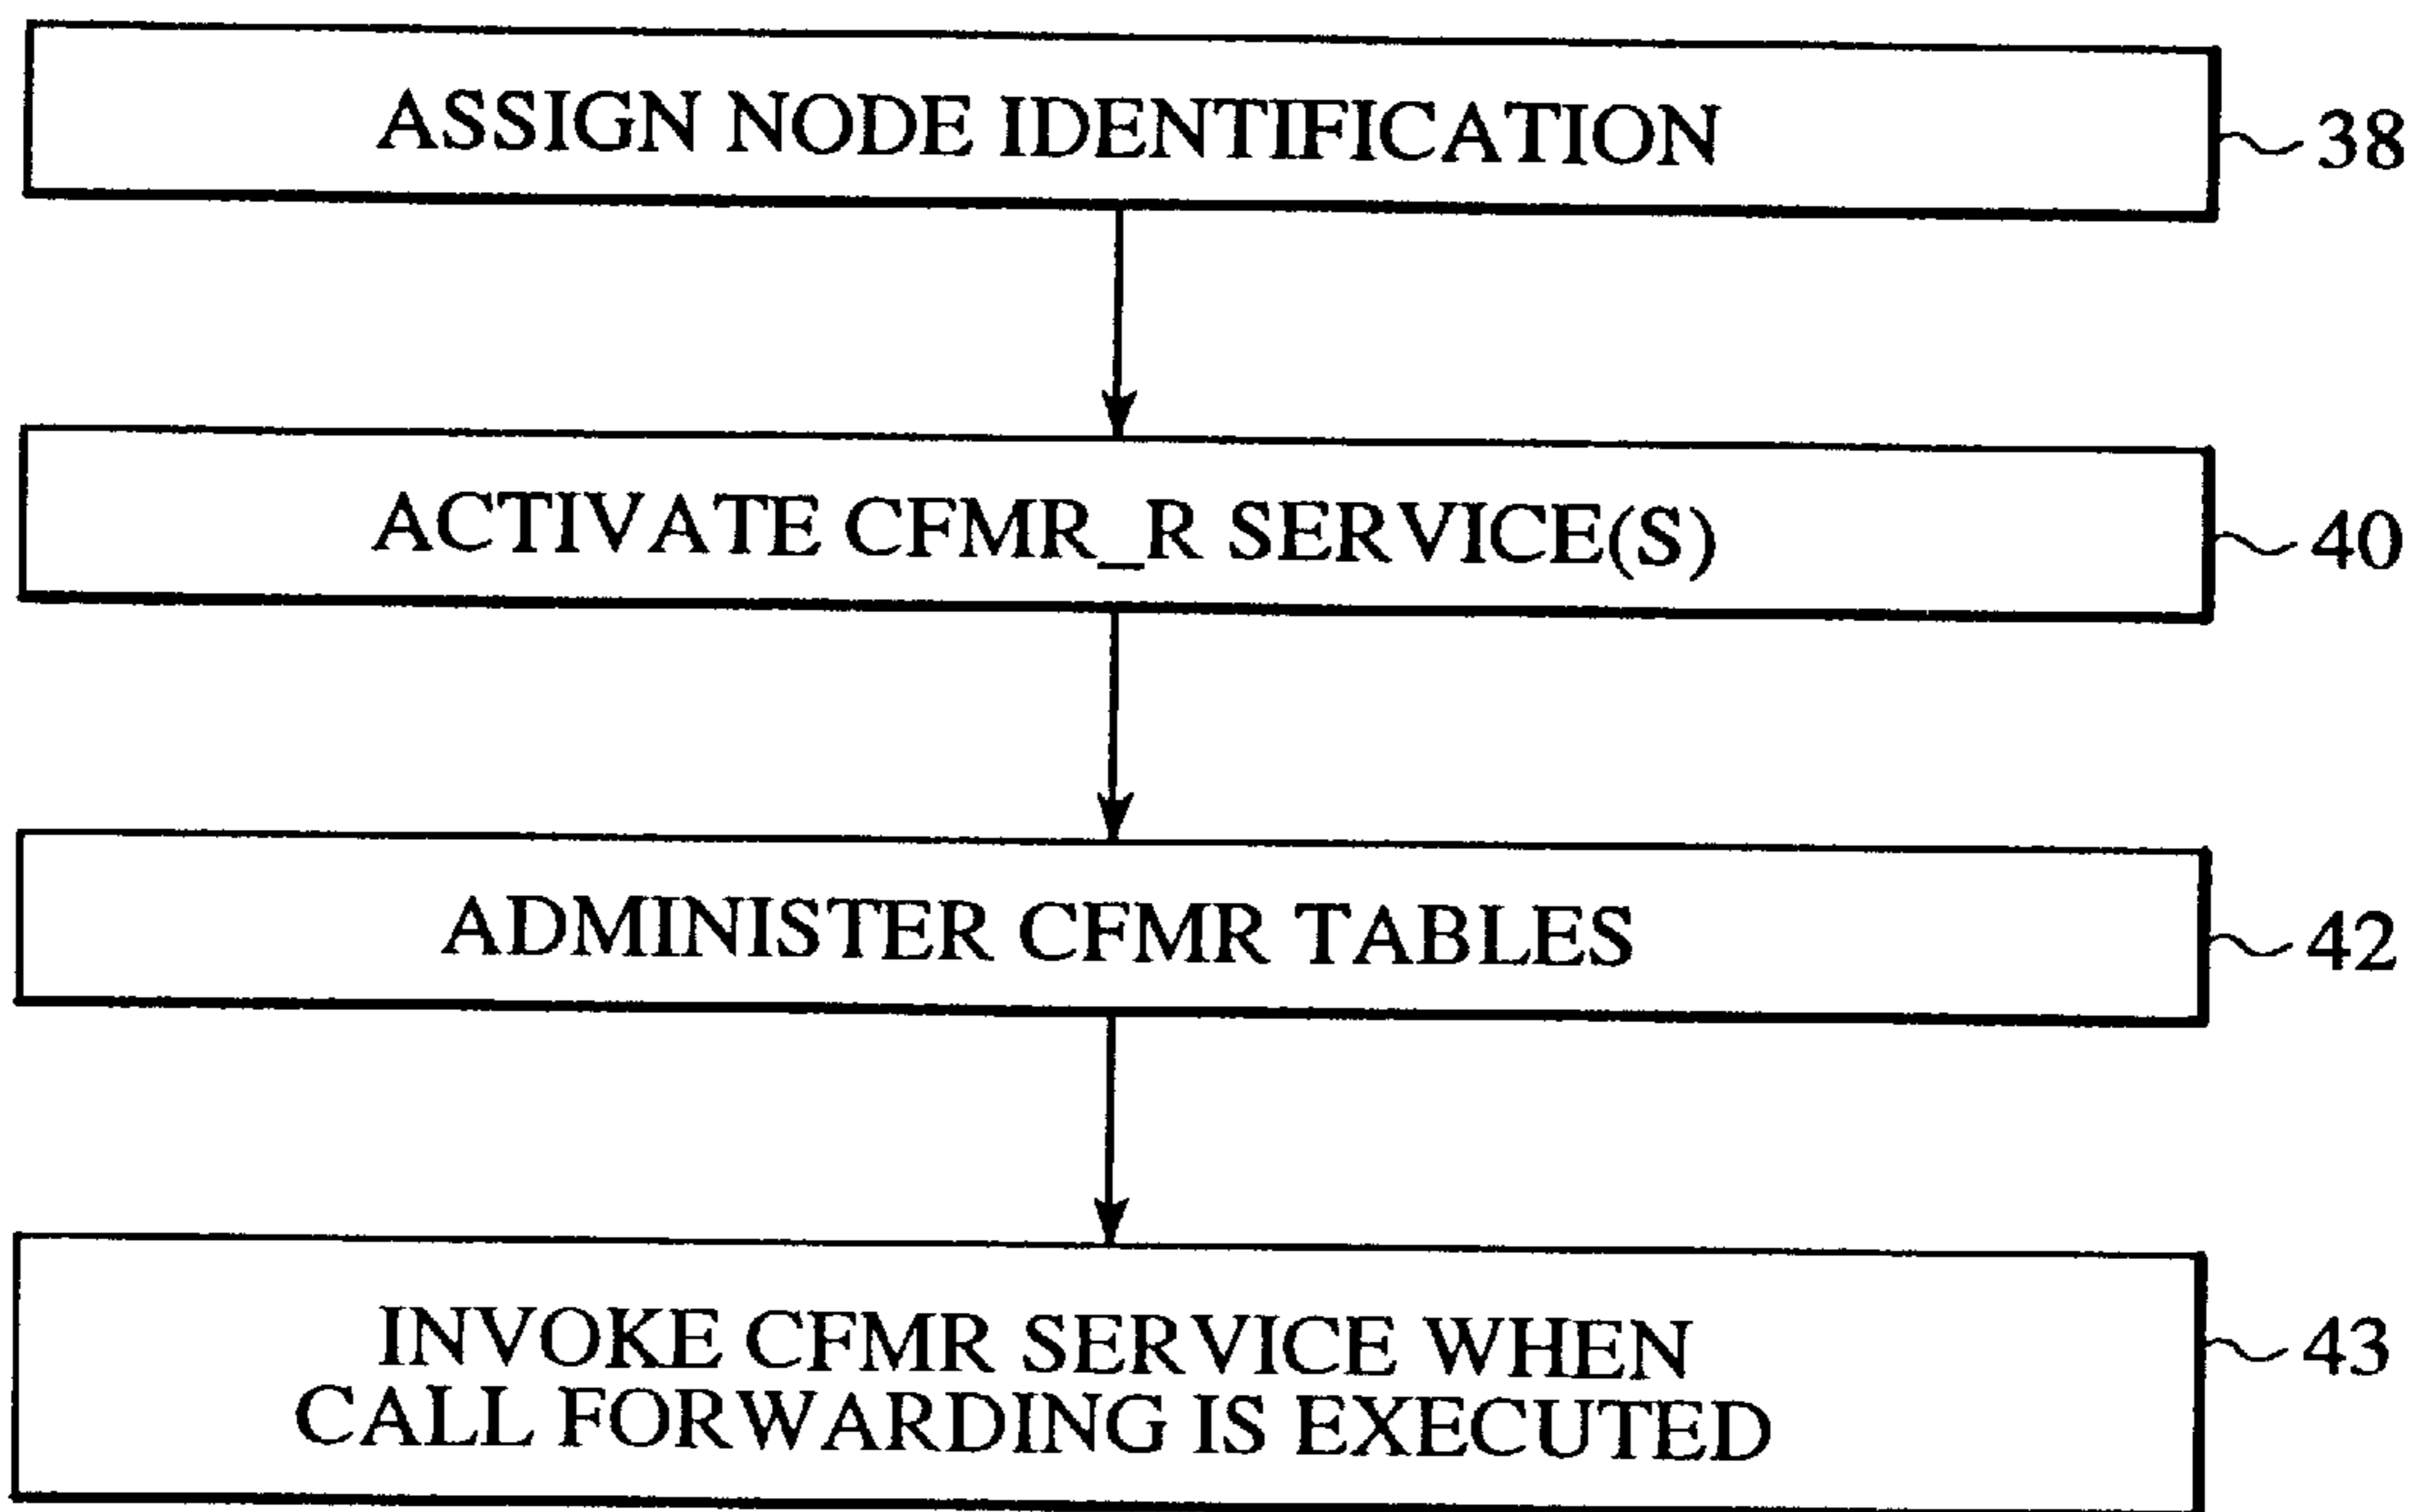 ASSIGN NODE IDENTIFICATION
38
ACTIVATE CFMR_R SERVICE(S)
40
ADMINISTER CFMR TABLES
42
INVOKE CFMR SERVICE WHEN
43
CALL FORWARDING IS EXECUTED